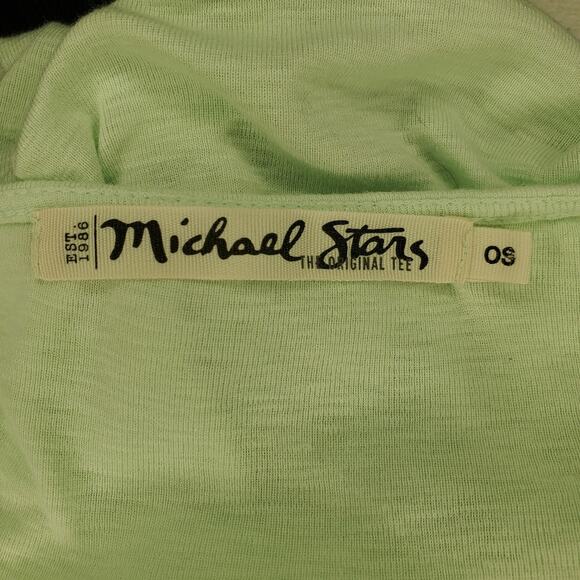 EST.
1986
Michael Stars
THE ORIGINAL TEE
OS